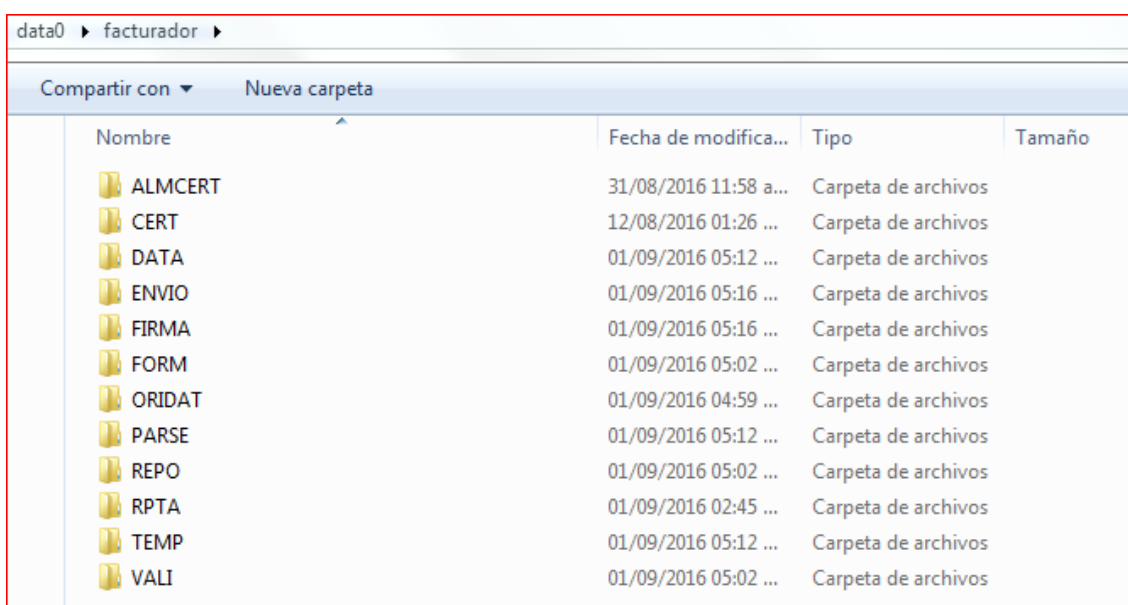 data0 ▸ facturador ▸
Compartir con ▼ Nueva carpeta
Nombre Fecha de modifica... Tipo Tamaño
ALMCERT 31/08/2016 11:58 a... Carpeta de archivos
CERT 12/08/2016 01:26 ... Carpeta de archivos
DATA 01/09/2016 05:12 ... Carpeta de archivos
ENVIO 01/09/2016 05:16 ... Carpeta de archivos
FIRMA 01/09/2016 05:16 ... Carpeta de archivos
FORM 01/09/2016 05:02 ... Carpeta de archivos
ORIDAT 01/09/2016 04:59 ... Carpeta de archivos
PARSE 01/09/2016 05:12 ... Carpeta de archivos
REPO 01/09/2016 05:02 ... Carpeta de archivos
RPTA 01/09/2016 02:45 ... Carpeta de archivos
TEMP 01/09/2016 05:12 ... Carpeta de archivos
VALI 01/09/2016 05:02 ... Carpeta de archivos